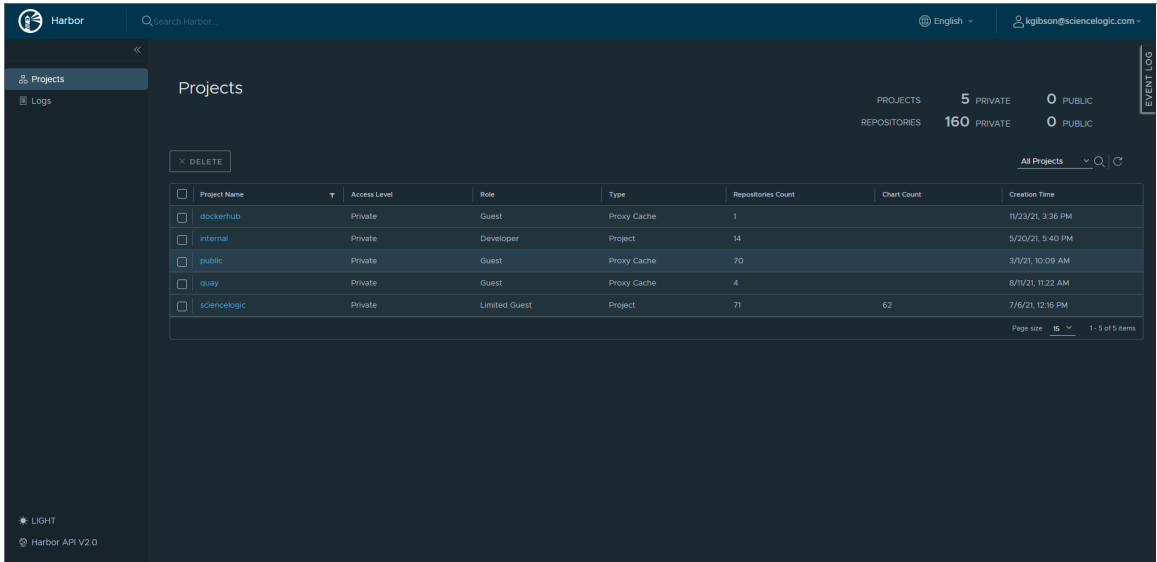 Harbor
Search Harbor...
English
kgibson@sciencelogic.com
«
EVENT LOG
Projects
Logs
Projects
PROJECTS 5 PRIVATE 0 PUBLIC
REPOSITORIES 160 PRIVATE 0 PUBLIC
× DELETE
All Projects
Project Name Access Level Role Type Repositories Count Chart Count Creation Time
dockerhub Private Guest Proxy Cache 1 11/23/21, 3:36 PM
internal Private Developer Project 14 5/20/21, 5:40 PM
public Private Guest Proxy Cache 70 3/1/21, 10:09 AM
quay Private Guest Proxy Cache 4 8/11/21, 11:22 AM
sciencelogic Private Limited Guest Project 71 62 7/6/21, 12:16 PM
Page size 15 1 - 5 of 5 items
LIGHT
Harbor API V2.0